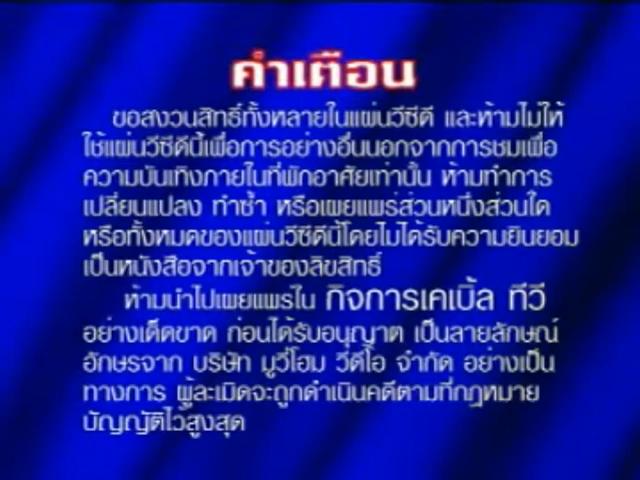 คำเตือน
ขอสงวนสิทธิ์ทั้งหลายในแผ่นวีซีดี และห้ามไม่ให้
ใช้แผ่นวีซีดีนี้เพื่อการอย่างอื่นนอกจากการชมเพื่อ
ความบันเทิงภายในที่พักอาศัยเท่านั้น ห้ามทำการ
เปลี่ยนแปลง ทำซ้ำ หรือเผยแพร่ส่วนหนึ่งส่วนใด
หรือทั้งหมดของแผ่นวีซีดีนี้โดยไม่ได้รับความยินยอม
เป็นหนังสือจากเจ้าของลิขสิทธิ์
ห้ามนำไปเผยแพร่ใน กิจการเคเบิ้ล ทีวี
อย่างเด็ดขาด ก่อนได้รับอนุญาต เป็นลายลักษณ์
อักษรจาก บริษัท มูวี่โฮม วีดีโอ จำกัด อย่างเป็น
ทางการ ผู้ละเมิดจะถูกดำเนินคดีตามที่กฎหมาย
บัญญัติไว้สูงสุด